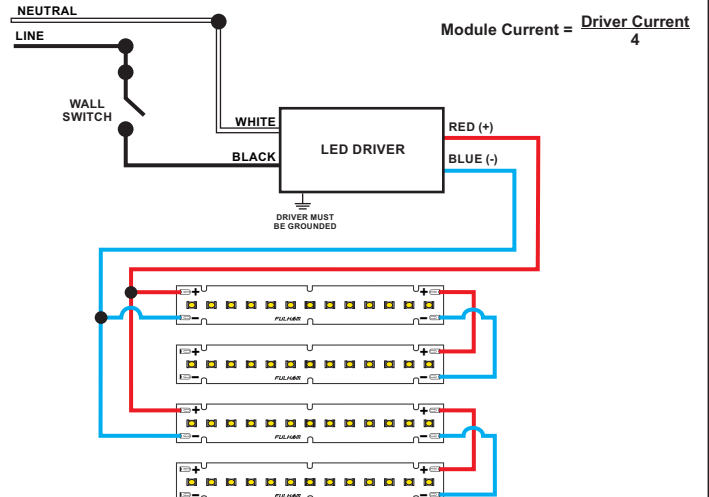 NEUTRAL
LINE
WALL
SWITCH
WHITE
BLACK
LED DRIVER
RED (+)
BLUE (-)
DRIVER MUST
BE GROUNDED
Module Current = Driver Current
4
+ +
FULHAM
- -
+ +
FULHAM
- -
+ +
FULHAM
- -
+ +
FULHAM
- -